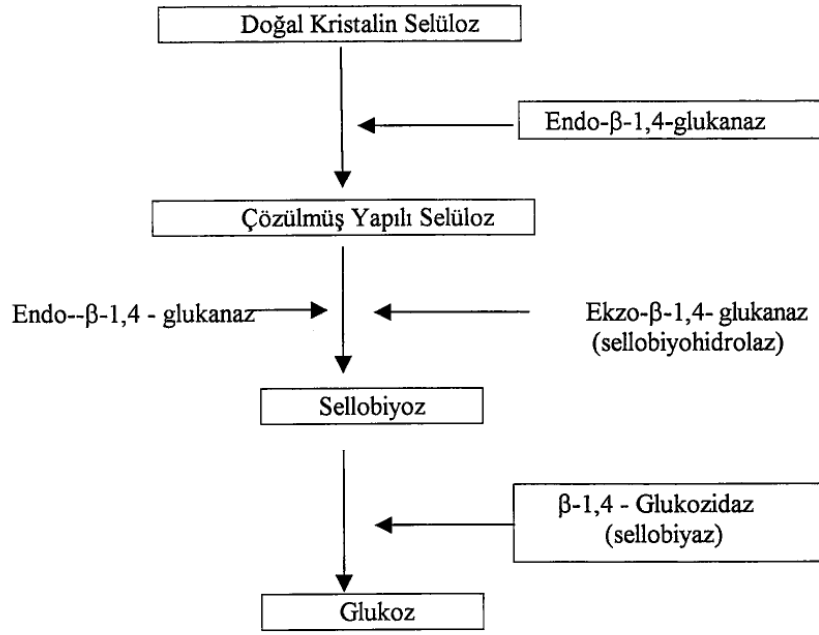 Doğal Kristalin Selüloz
Endo-β-1,4-glukanaz
Çözülmüş Yapılı Selüloz
Endo--β-1,4 - glukanaz
Ekzo-β-1,4- glukanaz
(sellobiyohidrolaz)
Sellobiyoz
β-1,4 - Glukozidaz
(sellobiyaz)
Glukoz